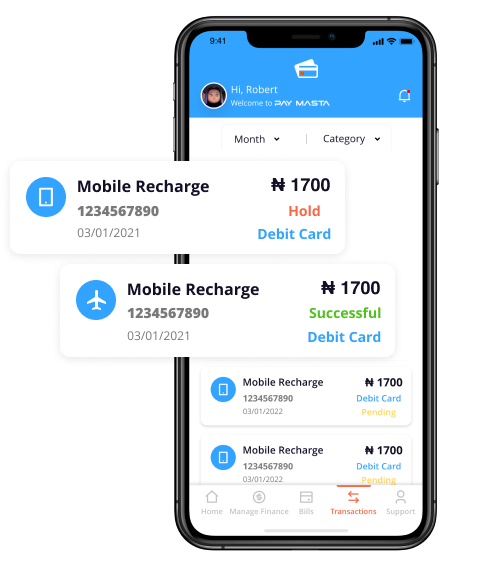 9:41
Hi, Robert
Welcome to PAY MASTA
Month
Category
Mobile Recharge
₦ 1700
1234567890
Hold
03/01/2021
Debit Card
Mobile Recharge
₦ 1700
1234567890
Successful
03/01/2021
Debit Card
Mobile Recharge
₦ 1700
1234567890
Debit Card
03/01/2022
Pending
Mobile Recharge
₦ 1700
1234567890
Debit Card
03/01/2022
Pending
Home
Manage Finance
Bills
Transactions
Support